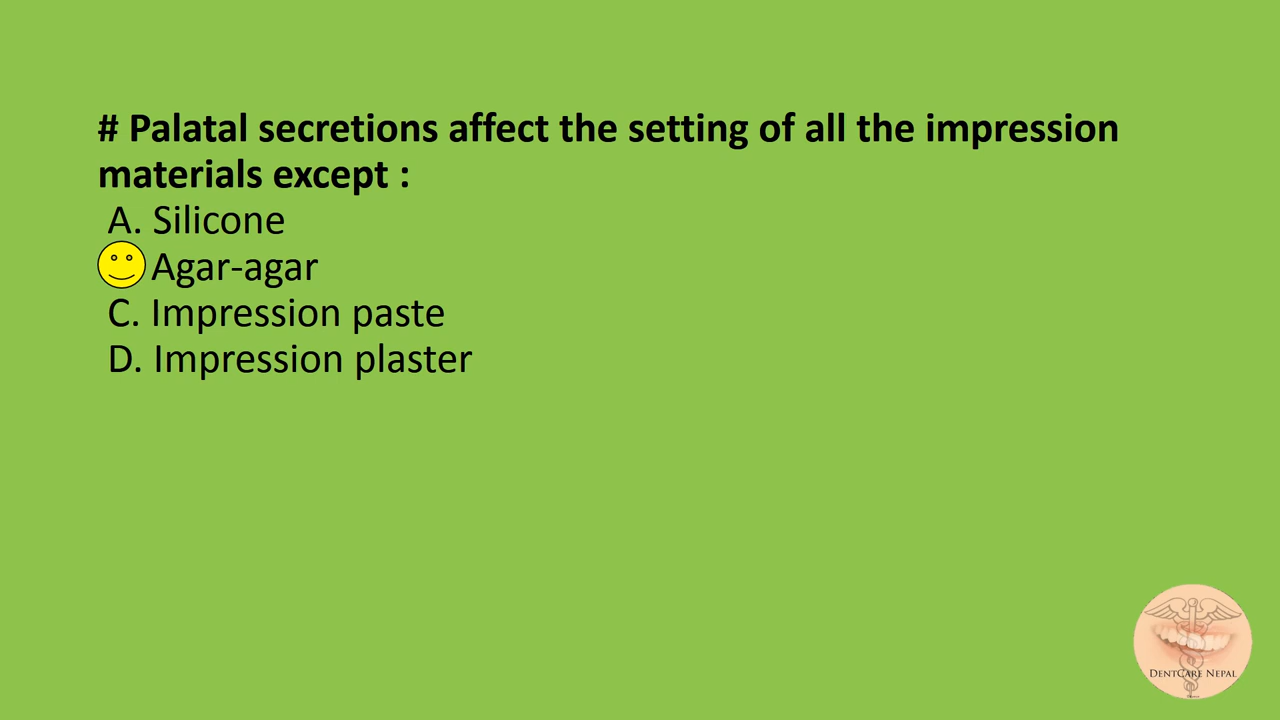 # Palatal secretions affect the setting of all the impression
materials except :
A. Silicone
Agar-agar
C. Impression paste
D. Impression plaster
DentCare Nepal